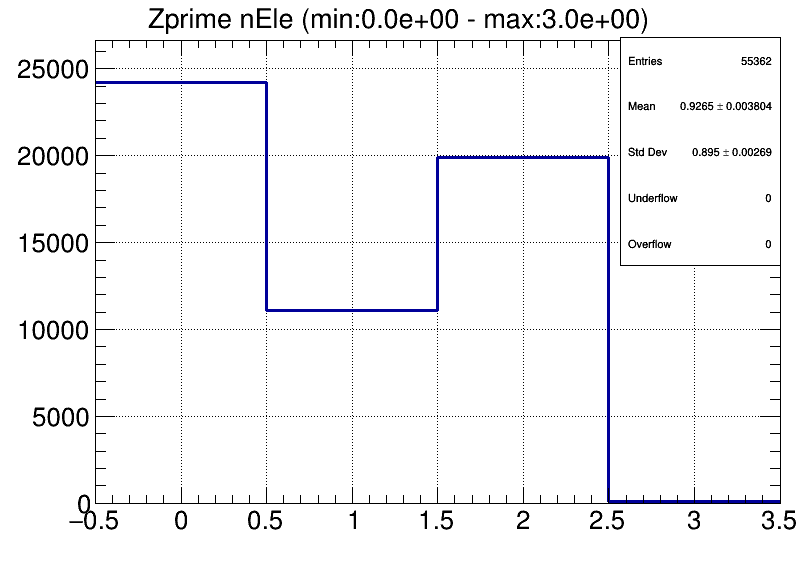 Zprime nEle (min:0.0e+00 - max:3.0e+00)
Entries 55362
Mean 0.9265 ± 0.003804
Std Dev 0.895 ± 0.00269
Underflow 0
Overflow 0
25000
20000
15000
10000
5000
0
−0.5 0 0.5 1 1.5 2 2.5 3 3.5